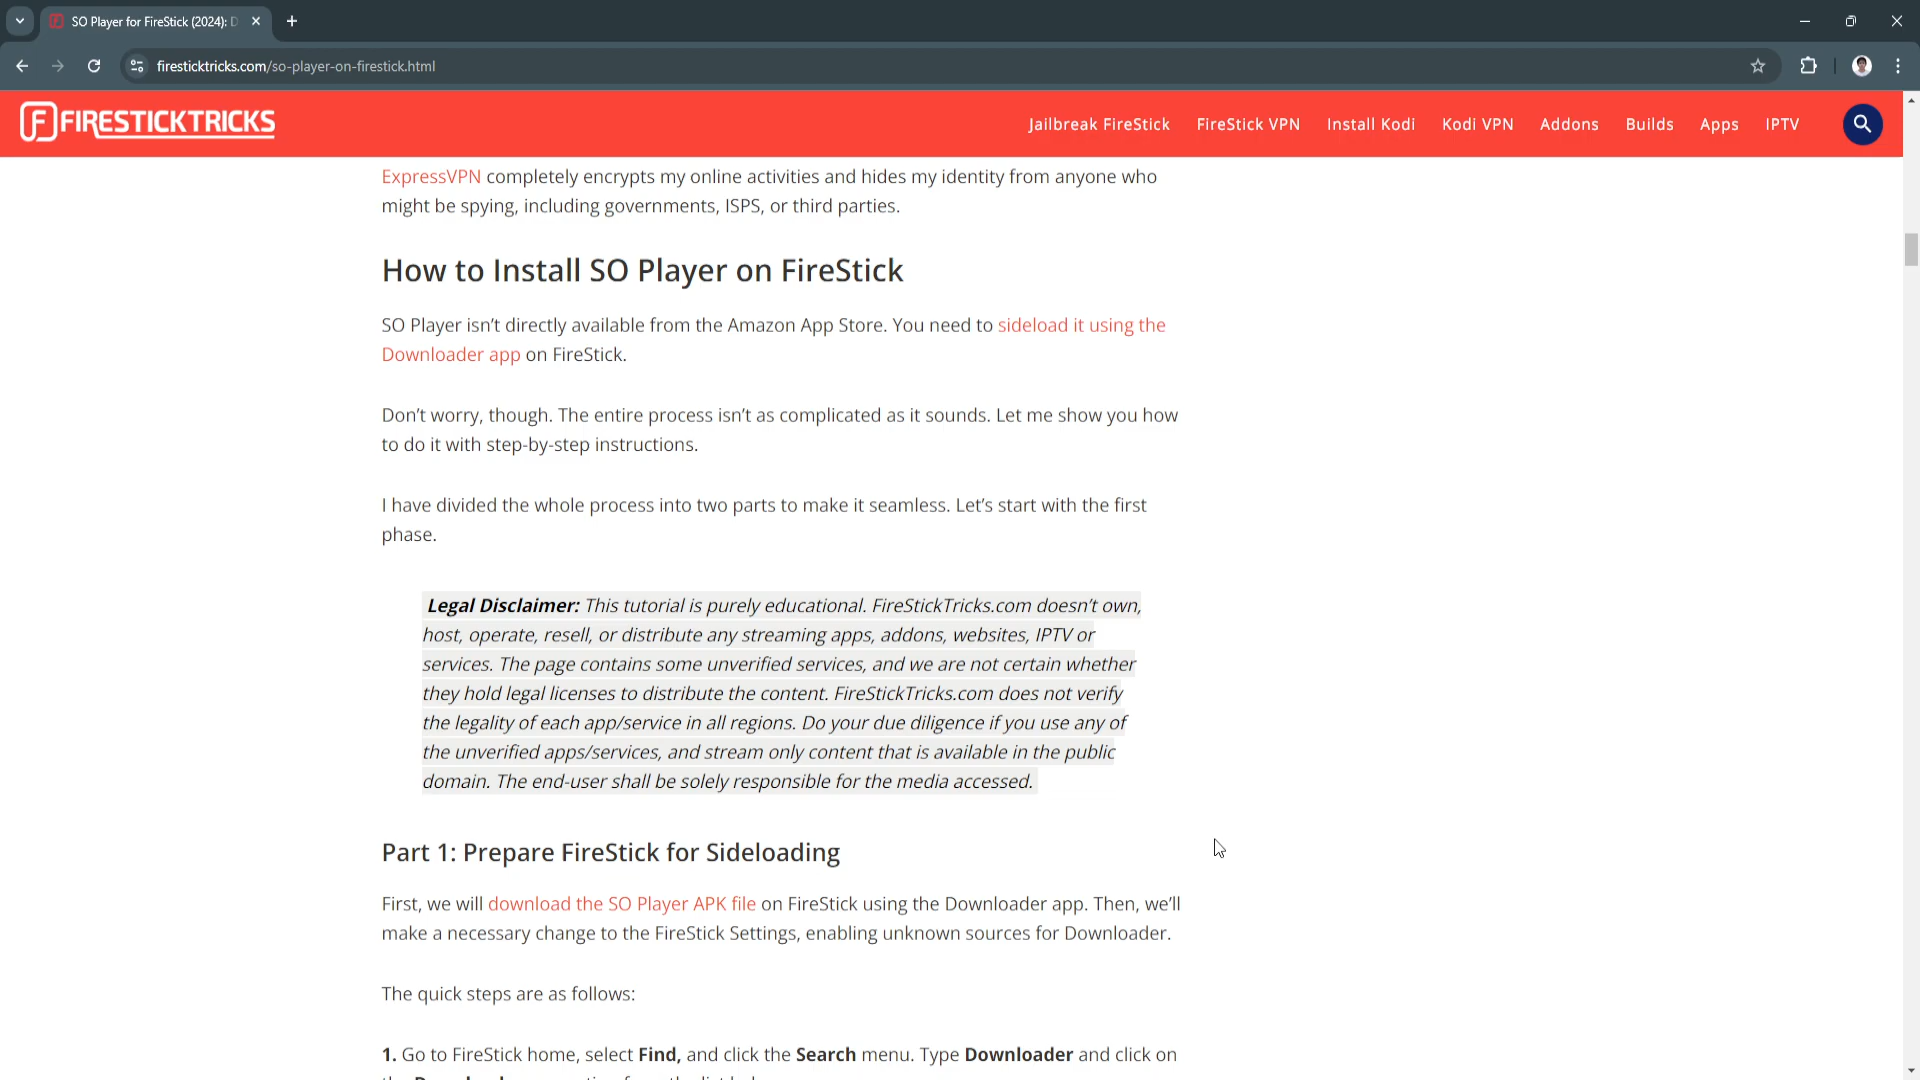 SO Player for FireStick (2024): D
firesticktricks.com/so-player-on-firestick.html
FIRESTICKTRICKS
Jailbreak FireStick FireStick VPN Install Kodi Kodi VPN Addons Builds Apps IPTV
ExpressVPN completely encrypts my online activities and hides my identity from anyone who
might be spying, including governments, ISPS, or third parties.
How to Install SO Player on FireStick
SO Player isn't directly available from the Amazon App Store. You need to sideload it using the
Downloader app on FireStick.
Don't worry, though. The entire process isn't as complicated as it sounds. Let me show you how
to do it with step-by-step instructions.
I have divided the whole process into two parts to make it seamless. Let's start with the first
phase.
Legal Disclaimer: This tutorial is purely educational. FireStickTricks.com doesn't own,
host, operate, resell, or distribute any streaming apps, addons, websites, IPTV or
services. The page contains some unverified services, and we are not certain whether
they hold legal licenses to distribute the content. FireStickTricks.com does not verify
the legality of each app/service in all regions. Do your due diligence if you use any of
the unverified apps/services, and stream only content that is available in the public
domain. The end-user shall be solely responsible for the media accessed.
Part 1: Prepare FireStick for Sideloading
First, we will download the SO Player APK file on FireStick using the Downloader app. Then, we'll
make a necessary change to the FireStick Settings, enabling unknown sources for Downloader.
The quick steps are as follows:
1. Go to FireStick home, select Find, and click the Search menu. Type Downloader and click on